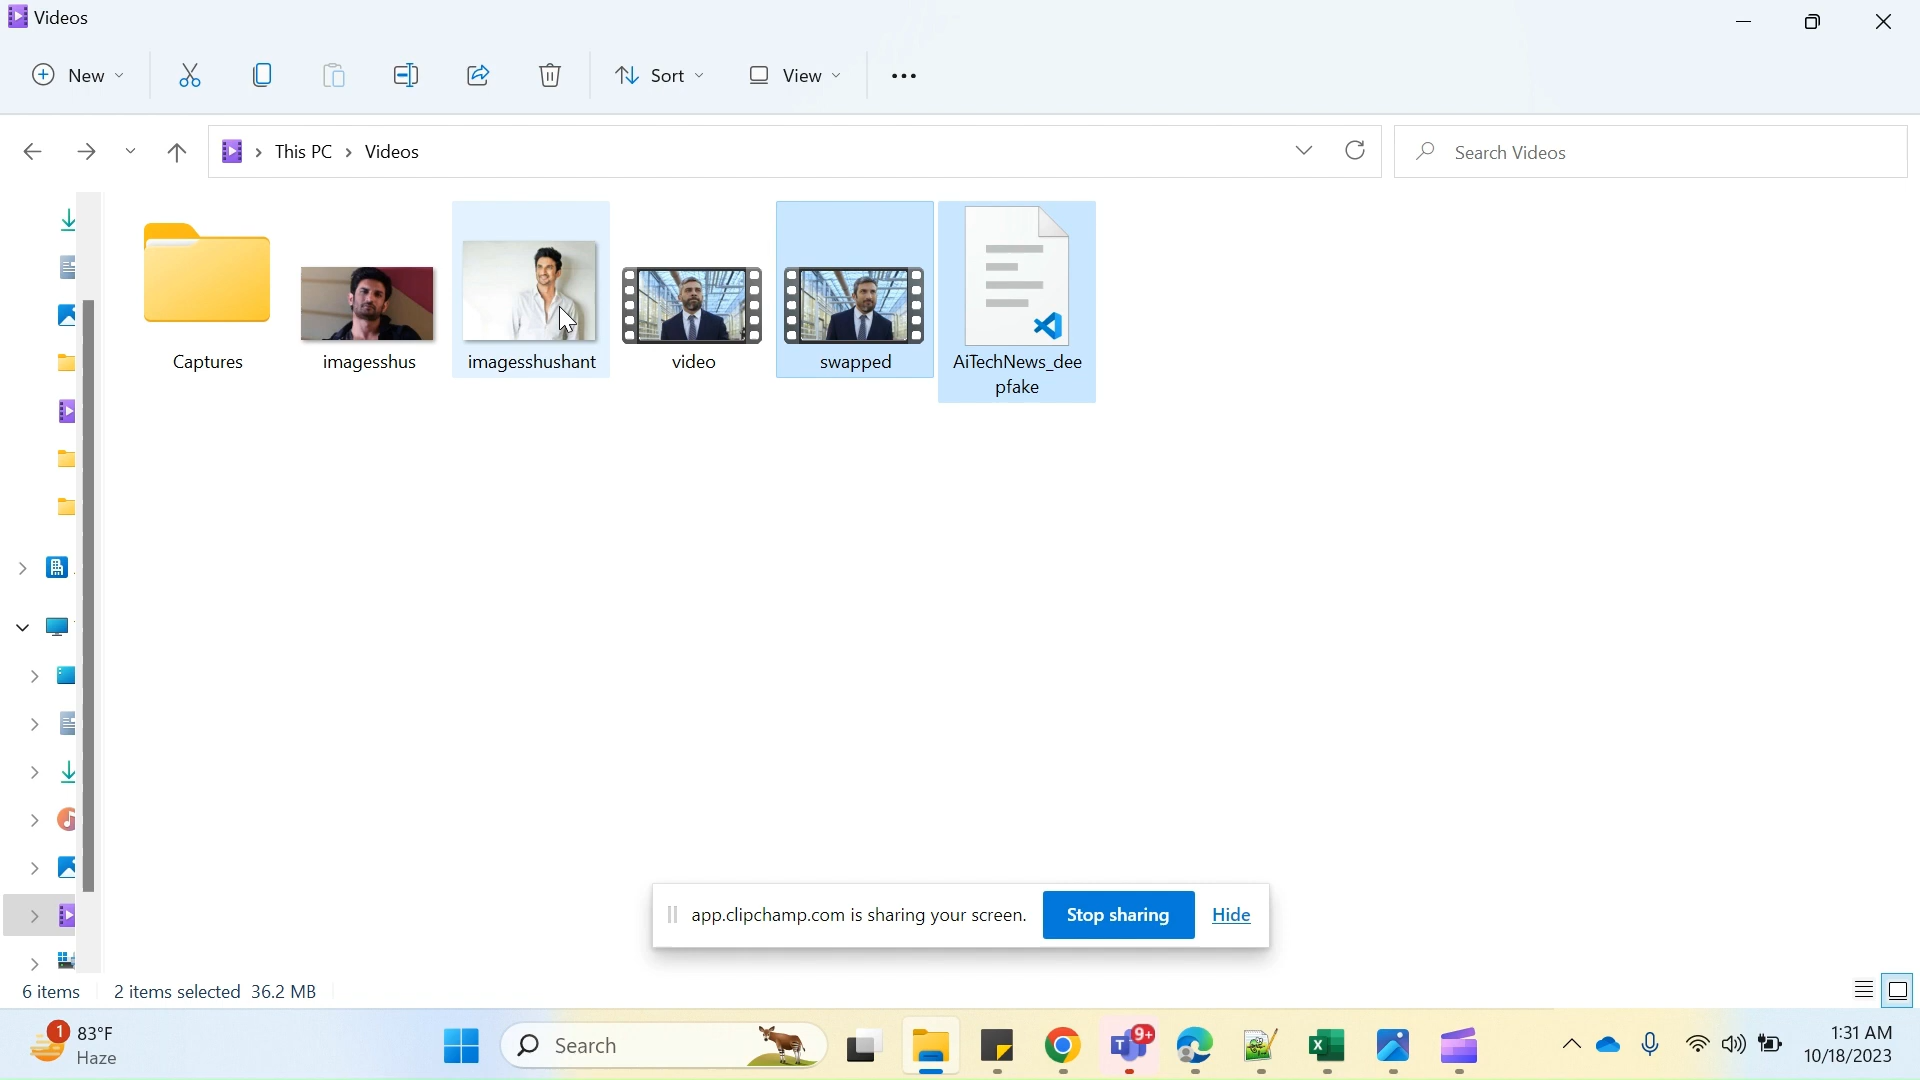 Videos
New
Sort
View
This PC
Videos
Search Videos
Captures
imagesshus
imagesshushant
video
swapped
AiTechNews_dee
pfake
app.clipchamp.com is sharing your screen.
Stop sharing
Hide
6 items
2 items selected 36.2 MB
1
83°F
Haze
Search
T
9+
X
1:31 AM
10/18/2023